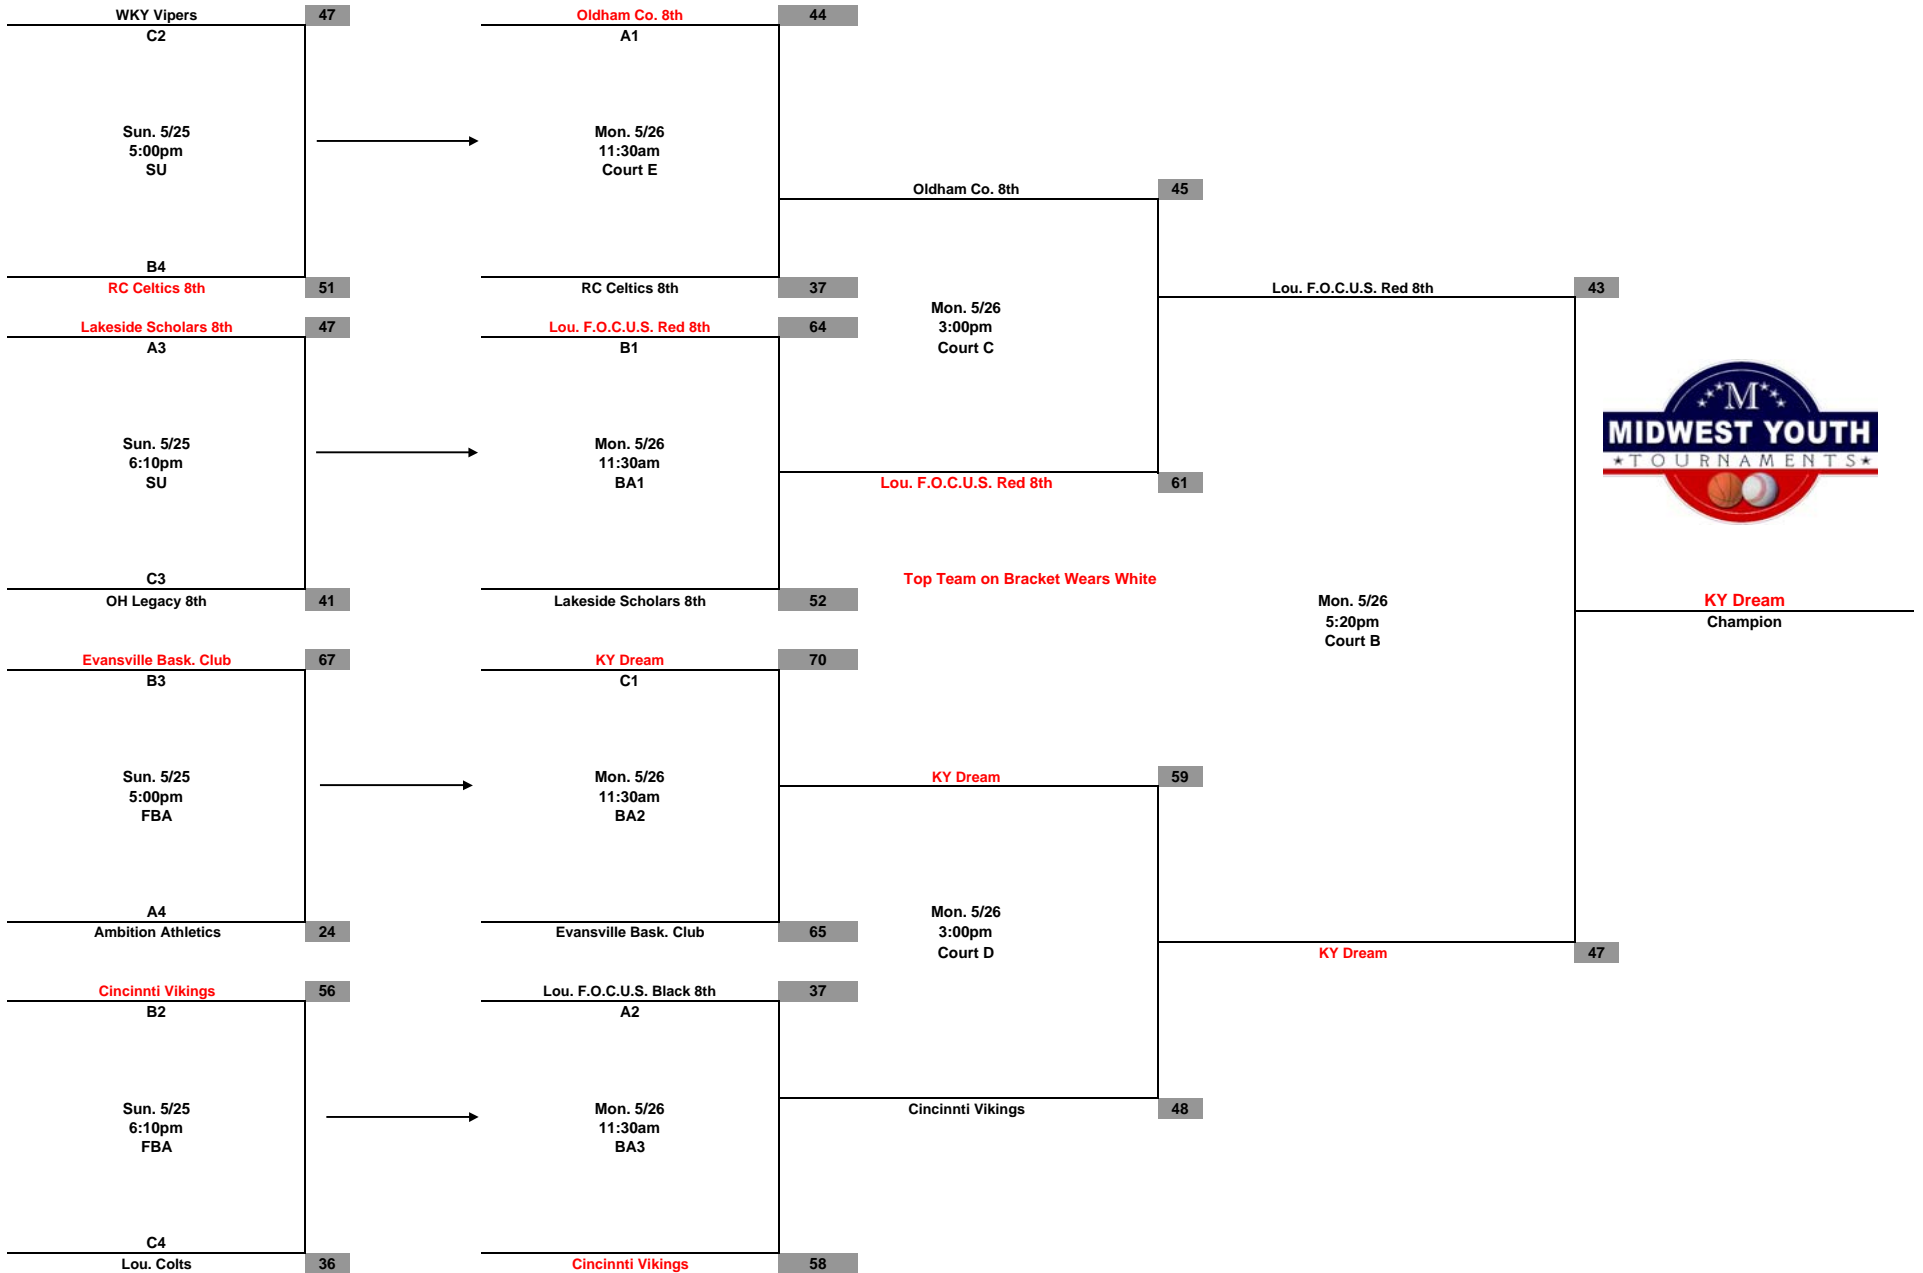 WKY Vipers 47
C2
Sun. 5/25
5:00pm
SU
B4
RC Celtics 8th 51
Lakeside Scholars 8th 47
A3
Sun. 5/25
6:10pm
SU
C3
OH Legacy 8th 41
Evansville Bask. Club 67
B3
Sun. 5/25
5:00pm
FBA
A4
Ambition Athletics 24
Cincinnti Vikings 56
B2
Sun. 5/25
6:10pm
FBA
C4
Lou. Colts 36
Oldham Co. 8th 44
A1
Mon. 5/26
11:30am
Court E
RC Celtics 8th 37
Lou. F.O.C.U.S. Red 8th 64
B1
Mon. 5/26
11:30am
BA1
Lakeside Scholars 8th 52
KY Dream 70
C1
Mon. 5/26
11:30am
BA2
Evansville Bask. Club 65
Lou. F.O.C.U.S. Black 8th 37
A2
Mon. 5/26
11:30am
BA3
Cincinnti Vikings 58
Oldham Co. 8th 45
Mon. 5/26
3:00pm
Court C
Lou. F.O.C.U.S. Red 8th 61
Top Team on Bracket Wears White
KY Dream 59
Mon. 5/26
3:00pm
Court D
Cincinnti Vikings 48
Lou. F.O.C.U.S. Red 8th 43
Mon. 5/26
5:20pm
Court B
KY Dream 47
M
MIDWEST YOUTH
TOURNAMENTS
KY Dream
Champion